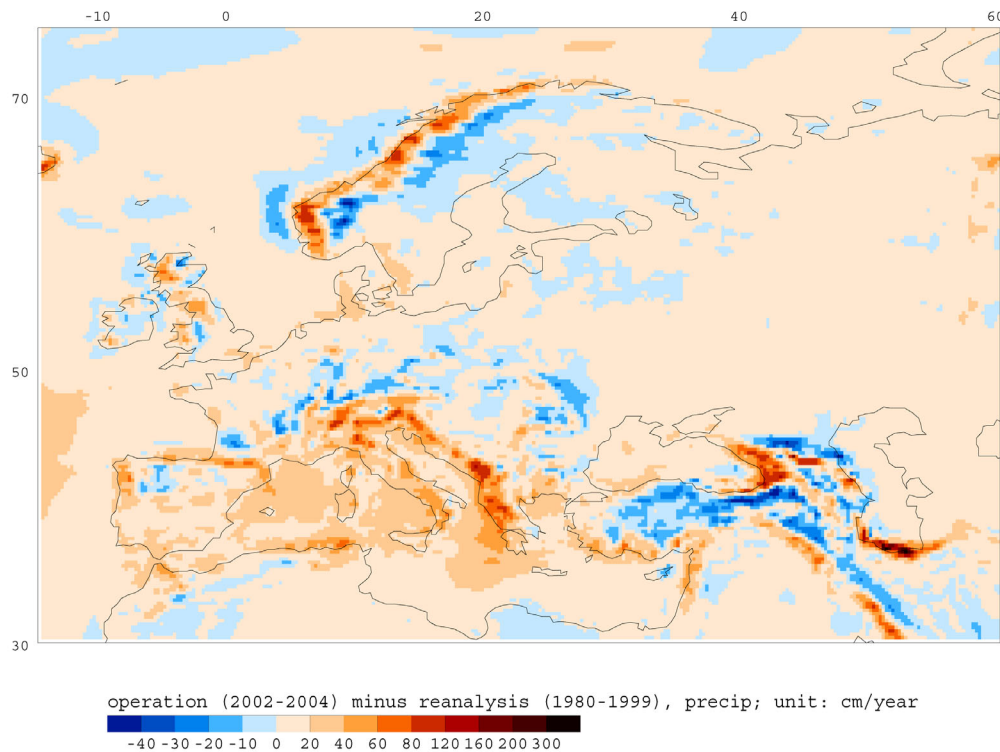 -10 0 20 40 60
70
50
30
operation (2002-2004) minus reanalysis (1980-1999), precip; unit: cm/year
-40 -30 -20 -10 0 20 40 60 80 120 160 200 300